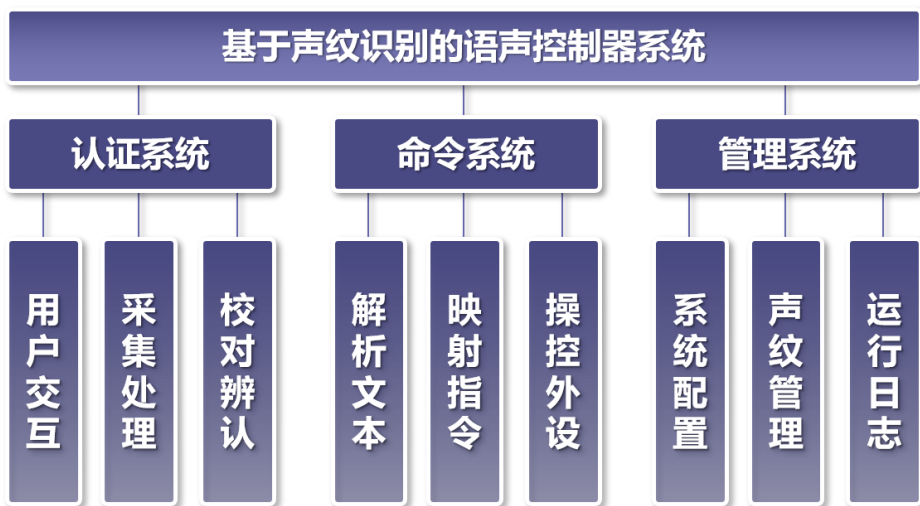 基于声纹识别的语声控制器系统
认证系统
命令系统
管理系统
用户交互
采集处理
校对辨认
解析文本
映射指令
操控外设
系统配置
声纹管理
运行日志